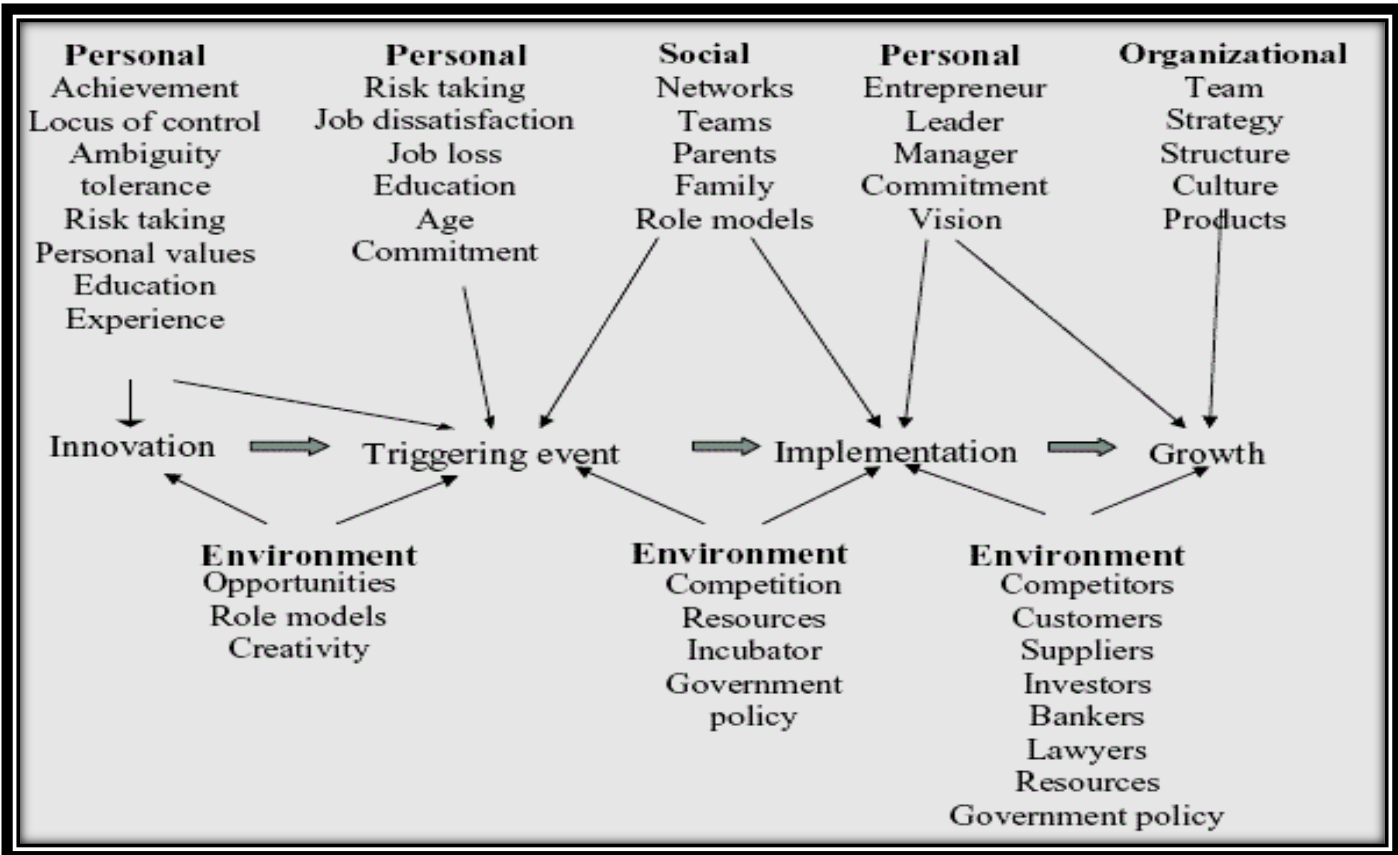 Personal
Achievement
Locus of control
Ambiguity
tolerance
Risk taking
Personal values
Education
Experience
Personal
Risk taking
Job dissatisfaction
Job loss
Education
Age
Commitment
Social
Networks
Teams
Parents
Family
Role models
Personal
Entrepreneur
Leader
Manager
Commitment
Vision
Organizational
Team
Strategy
Structure
Culture
Products
Innovation
Triggering event
Implementation
Growth
Environment
Opportunities
Role models
Creativity
Environment
Competition
Resources
Incubator
Government
policy
Environment
Competitors
Customers
Suppliers
Investors
Bankers
Lawyers
Resources
Government policy